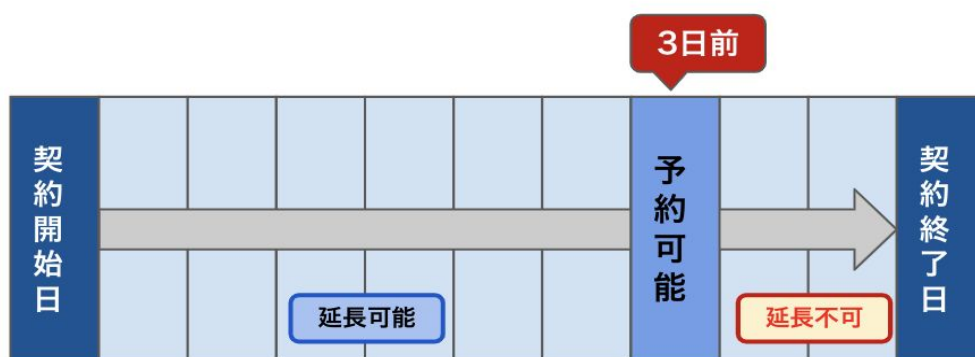 3日前
契約開始日
延長可能
予約可能
延長不可
契約終了日